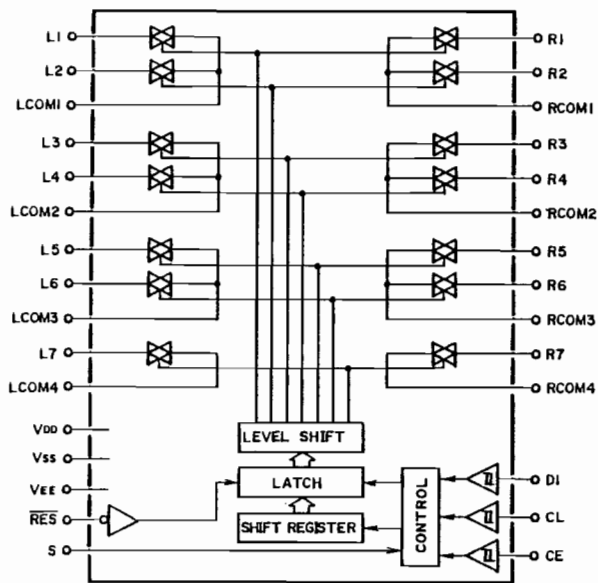 L1 R1
L2 R2
LCOM1 RCOM1
L3 R3
L4 R4
LCOM2 RCOM2
L5 R5
L6 R6
LCOM3 RCOM3
L7 R7
LCOM4 RCOM4
VDD
LEVEL SHIFT
VSS
LATCH
DI
VEE
RES
SHIFT REGISTER
CONTROL
CL
S
CE